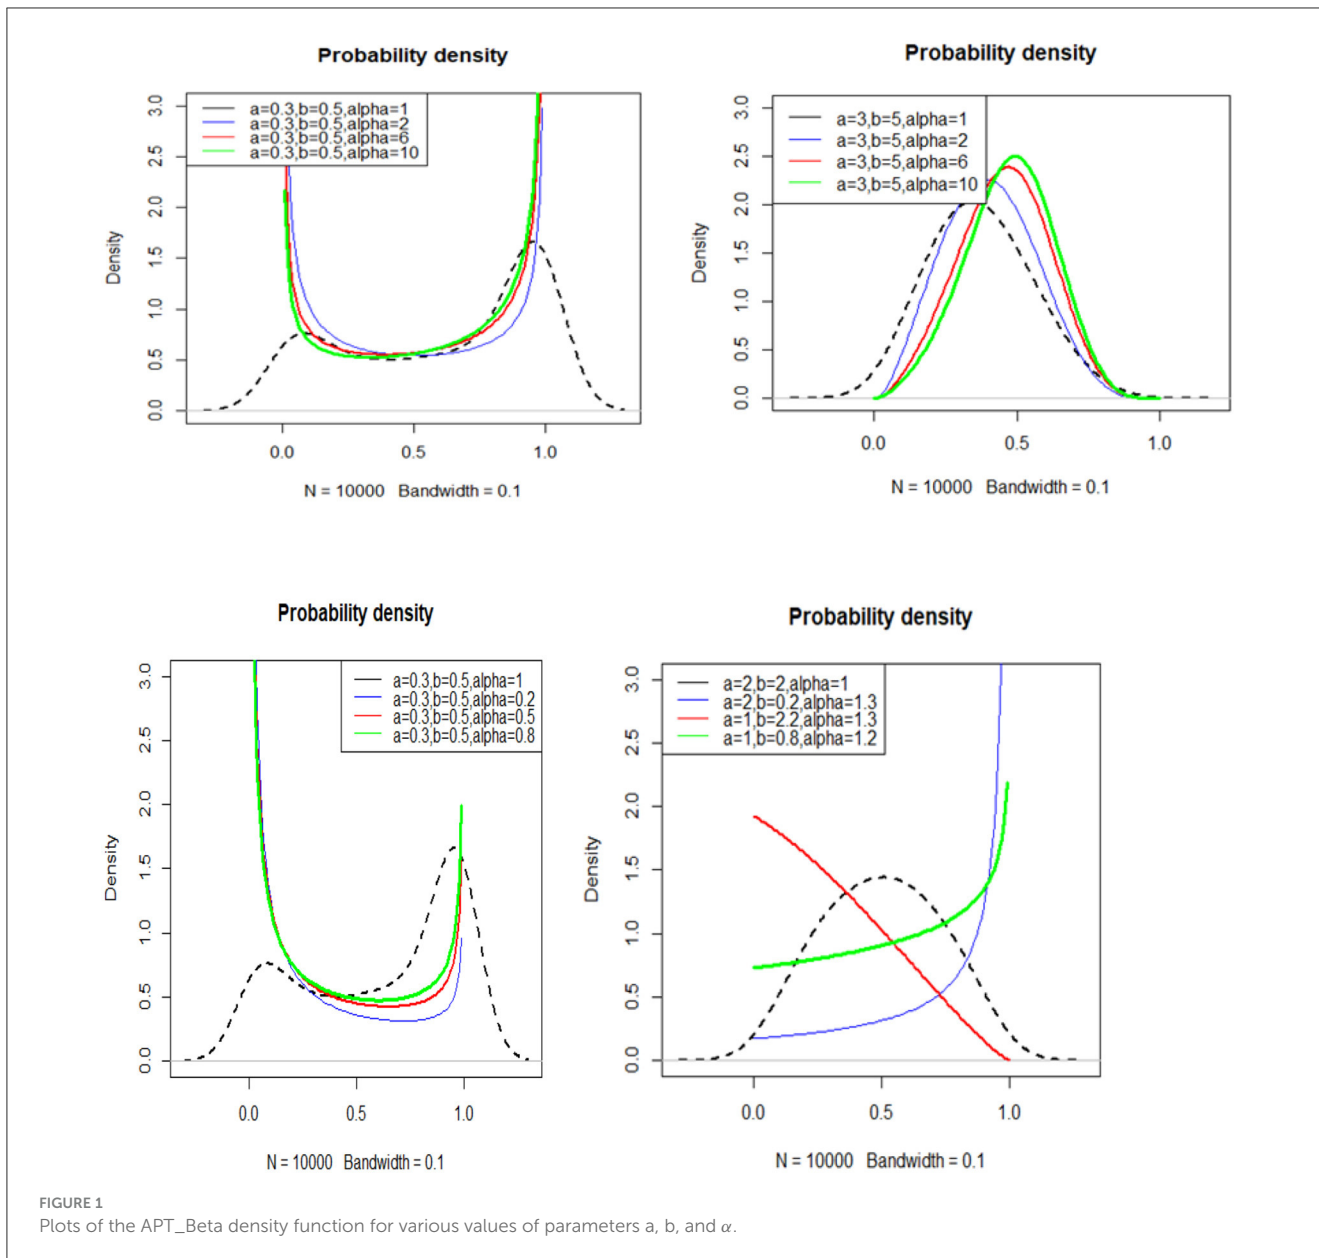 Probability density
a=0.3,b=0.5,alpha=1
a=0.3,b=0.5,alpha=2
a=0.3,b=0.5,alpha=6
a=0.3,b=0.5,alpha=10
Density
3.0
2.5
2.0
1.5
1.0
0.5
0.0
0.0 0.5 1.0
N = 10000 Bandwidth = 0.1
Probability density
a=3,b=5,alpha=1
a=3,b=5,alpha=2
a=3,b=5,alpha=6
a=3,b=5,alpha=10
Density
3.0
2.5
2.0
1.5
1.0
0.5
0.0
0.0 0.5 1.0
N = 10000 Bandwidth = 0.1
Probability density
a=0.3,b=0.5,alpha=1
a=0.3,b=0.5,alpha=0.2
a=0.3,b=0.5,alpha=0.5
a=0.3,b=0.5,alpha=0.8
Density
3.0
2.5
2.0
1.5
1.0
0.5
0.0
0.0 0.5 1.0
N = 10000 Bandwidth = 0.1
Probability density
a=2,b=2,alpha=1
a=2,b=0.2,alpha=1.3
a=1,b=2.2,alpha=1.3
a=1,b=0.8,alpha=1.2
Density
3.0
2.5
2.0
1.5
1.0
0.5
0.0
0.0 0.5 1.0
N = 10000 Bandwidth = 0.1
FIGURE 1
Plots of the APT_Beta density function for various values of parameters a, b, and α.